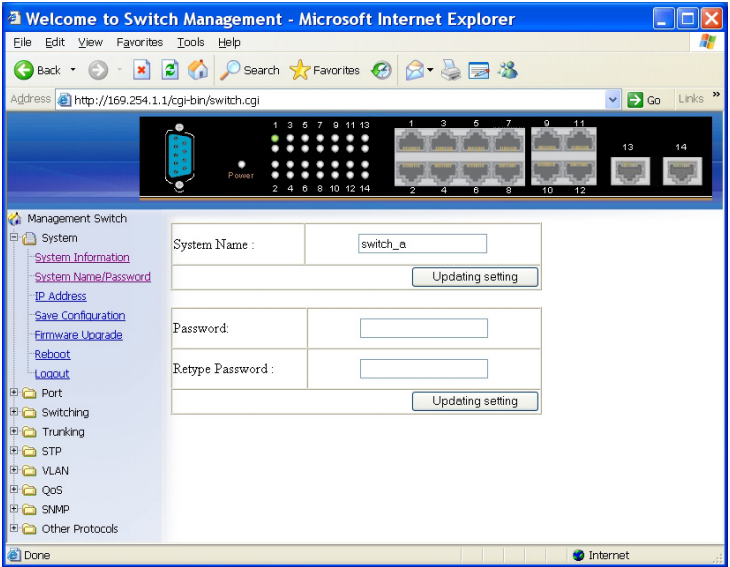 Welcome to Switch Management - Microsoft Internet Explorer
File Edit View Favorites Tools Help
Back Search Favorites
Address http://169.254.1.1/cgi-bin/switch.cgi Go Links »
1 3 5 7 9 11 13
1 3 5 7 9 11
13 14
Power
2 4 6 8 10 12 14
2 4 6 8 10 12
Management Switch
System
System Information
System Name/Password
IP Address
Save Configuration
Firmware Upgrade
Reboot
Logout
Port
Switching
Trunking
STP
VLAN
QoS
SNMP
Other Protocols
System Name : switch_a
Updating setting
Password:
Retype Password :
Updating setting
Done Internet